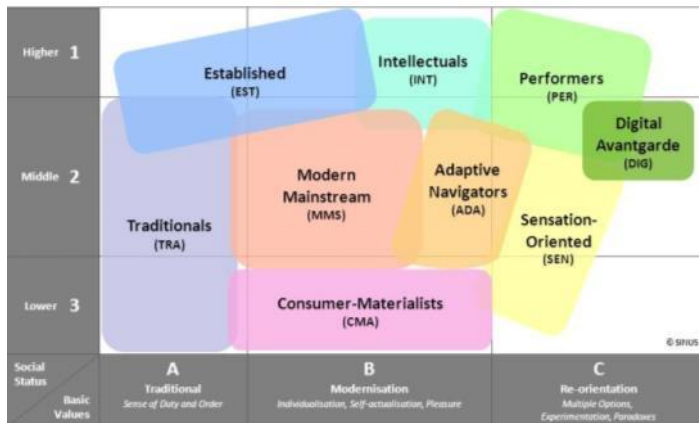 Higher 1
Established
(EST)
Intellectuals
(INT)
Performers
(PER)
Digital
Avantgarde
(DIG)
Middle 2
Modern
Mainstream
(MMS)
Adaptive
Navigators
(ADA)
Traditionals
(TRA)
Sensation-
Oriented
(SEN)
Lower 3
Consumer-Materialists
(CMA)
© SINUS
Social
Status
Basic
Values
A
Traditional
Sense of Duty and Order
B
Modernisation
Individualisation, Self-actualisation, Pleasure
C
Re-orientation
Multiple Options,
Experimentation, Paradoxes